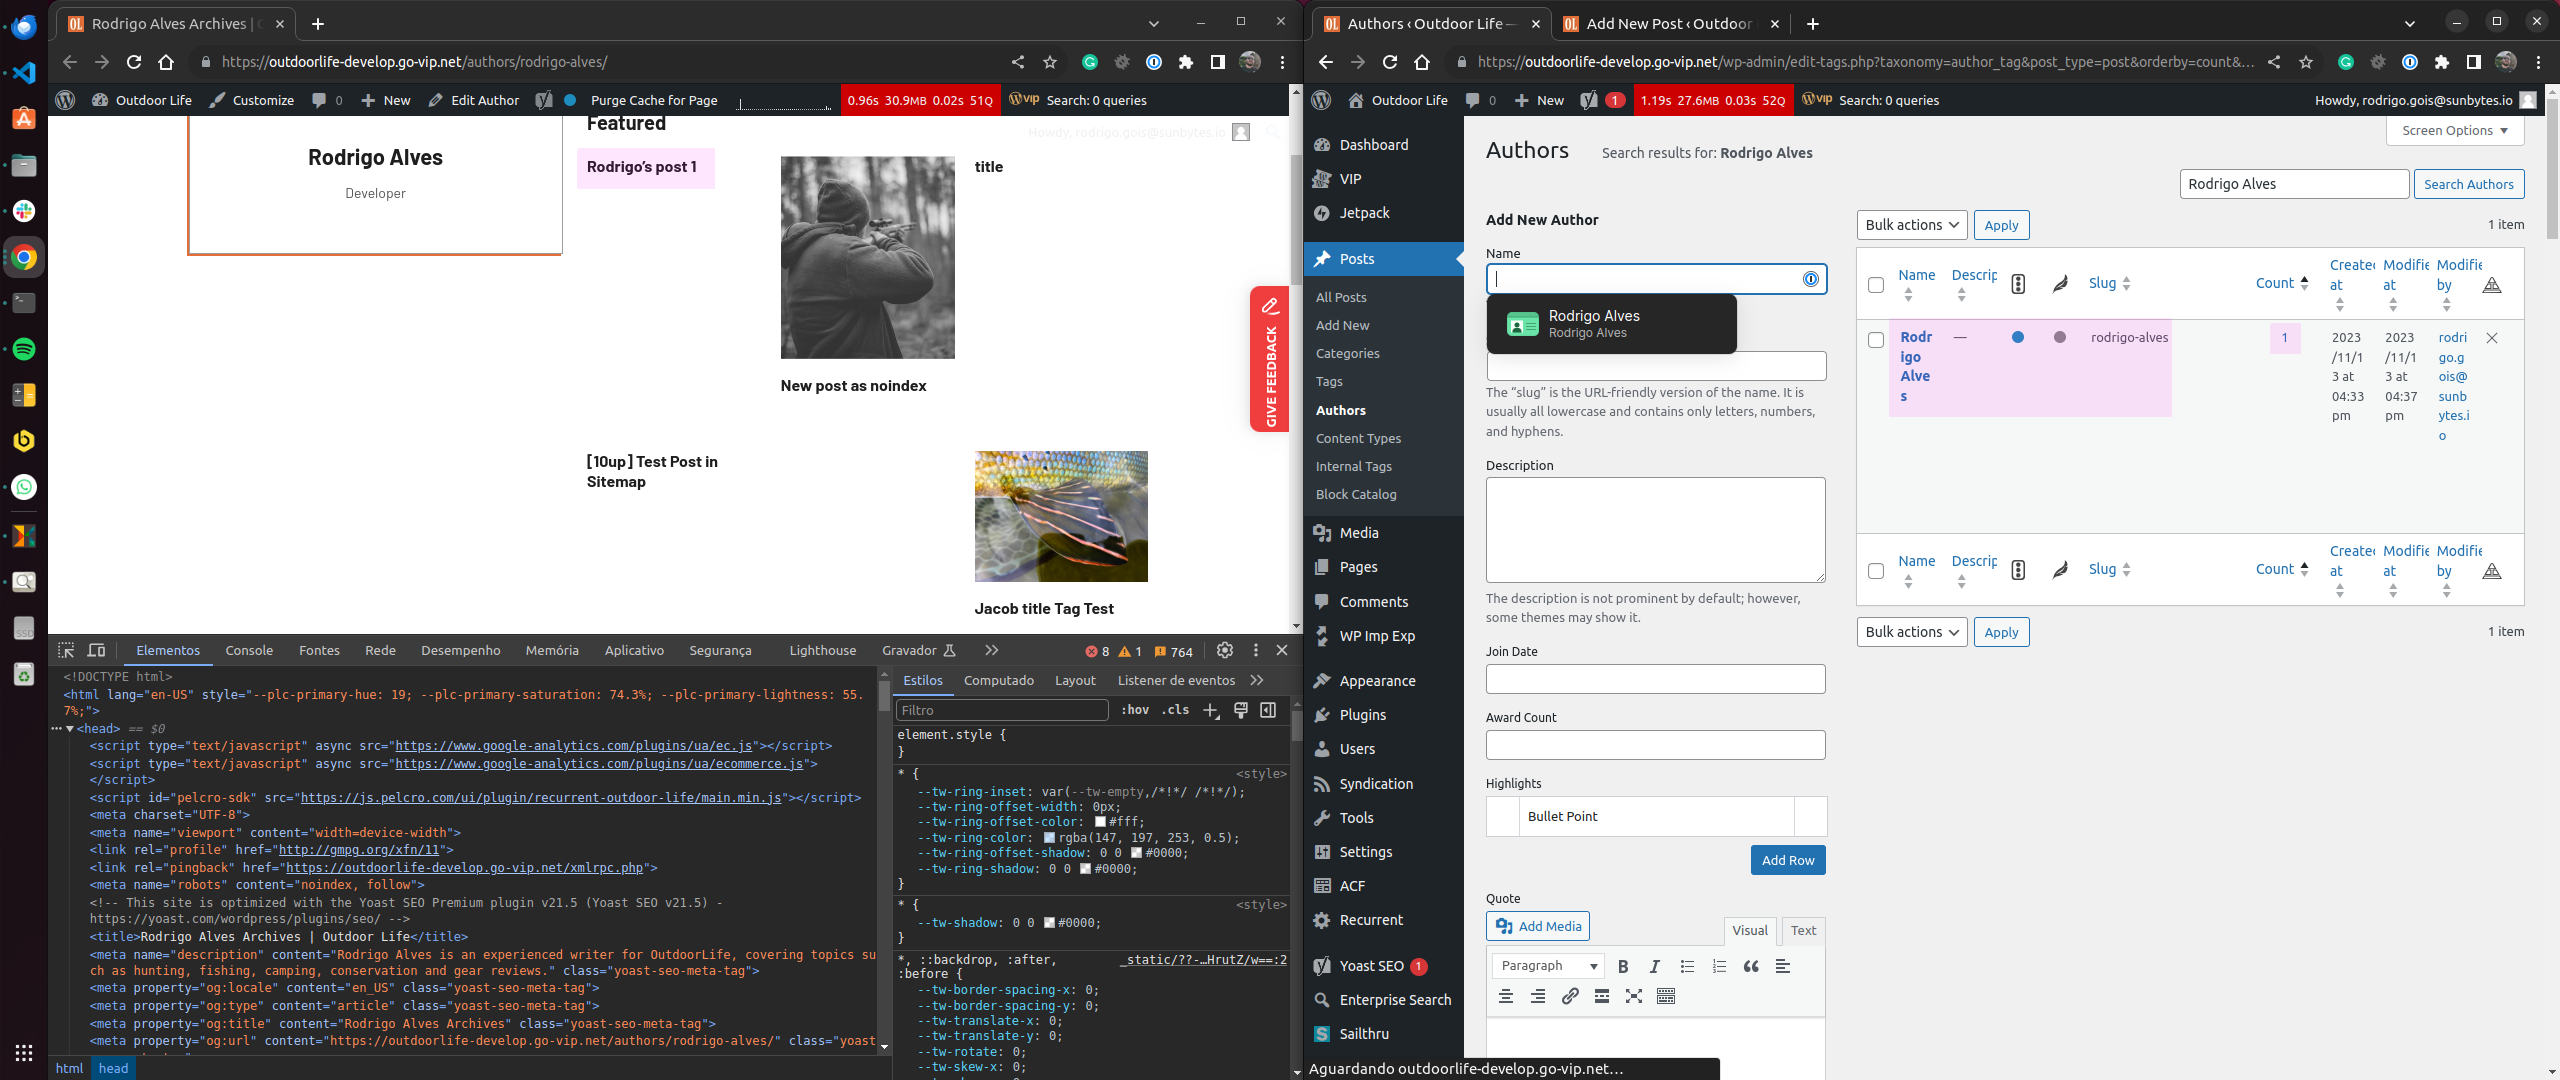 Rodrigo Alves Archives |
Authors ‹ Outdoor Life —
Add New Post ‹ Outdoor
https://outdoorlife-develop.go-vip.net/authors/rodrigo-alves/
https://outdoorlife-develop.go-vip.net/wp-admin/edit-tags.php?taxonomy=author_tag&post_type=post&orderby=count&...
Outdoor Life Customize 0 New Edit Author Purge Cache for Page 0.96s 30.9MB 0.02s 51Q VIP Search: 0 queries
Howdy, rodrigo.gois@sunbytes.io
Featured
Rodrigo Alves
Developer
Rodrigo's post 1
title
New post as noindex
[10up] Test Post in
Sitemap
Jacob title Tag Test
GIVE FEEDBACK
Elementos Console Fontes Rede Desempenho Memória Aplicativo Segurança Lighthouse Gravador 8 1 764
<!DOCTYPE html>
<html lang="en-US" style="--plc-primary-hue: 19; --plc-primary-saturation: 74.3%; --plc-primary-lightness: 55.
7%;">
<head> == $0
<script type="text/javascript" async src="https://www.google-analytics.com/plugins/ua/ec.js"></script>
<script type="text/javascript" async src="https://www.google-analytics.com/plugins/ua/ecommerce.js">
</script>
<script id="pelcro-sdk" src="https://js.pelcro.com/ui/plugin/recurrent-outdoor-life/main.min.js"></script>
<meta charset="UTF-8">
<meta name="viewport" content="width=device-width">
<link rel="profile" href="http://gmpg.org/xfn/11">
<link rel="pingback" href="https://outdoorlife-develop.go-vip.net/xmlrpc.php">
<meta name="robots" content="noindex, follow">
<!-- This site is optimized with the Yoast SEO Premium plugin v21.5 (Yoast SEO v21.5) -
https://yoast.com/wordpress/plugins/seo/ -->
<title>Rodrigo Alves Archives | Outdoor Life</title>
<meta name="description" content="Rodrigo Alves is an experienced writer for OutdoorLife, covering topics su
ch as hunting, fishing, camping, conservation and gear reviews." class="yoast-seo-meta-tag">
<meta property="og:locale" content="en_US" class="yoast-seo-meta-tag">
<meta property="og:type" content="article" class="yoast-seo-meta-tag">
<meta property="og:title" content="Rodrigo Alves Archives" class="yoast-seo-meta-tag">
<meta property="og:url" content="https://outdoorlife-develop.go-vip.net/authors/rodrigo-alves/" class="yoast
html head
Estilos Computado Layout Listener de eventos
Filtro :hov .cls
element.style {
}
* { <style>
--tw-ring-inset: var(--tw-empty,/*!*/ /*!*/);
--tw-ring-offset-width: 0px;
--tw-ring-offset-color: #fff;
--tw-ring-color: rgba(147, 197, 253, 0.5);
--tw-ring-offset-shadow: 0 0 #0000;
--tw-ring-shadow: 0 0 #0000;
}
* { <style>
--tw-shadow: 0 0 #0000;
}
*, ::backdrop, :after, _static/??-…HrutZ/w==:2
:before {
--tw-border-spacing-x: 0;
--tw-border-spacing-y: 0;
--tw-translate-x: 0;
--tw-translate-y: 0;
--tw-rotate: 0;
--tw-skew-x: 0;
Outdoor Life 0 New 1 1.19s 27.6MB 0.03s 52Q VIP Search: 0 queries Howdy, rodrigo.gois@sunbytes.io
Dashboard
VIP
Jetpack
Posts
All Posts
Add New
Categories
Tags
Authors
Content Types
Internal Tags
Block Catalog
Media
Pages
Comments
WP Imp Exp
Appearance
Plugins
Users
Syndication
Tools
Settings
ACF
Recurrent
Yoast SEO 1
Enterprise Search
Sailthru
Screen Options
Authors Search results for: Rodrigo Alves
Rodrigo Alves Search Authors
Add New Author
Name
Rodrigo Alves
Rodrigo Alves
The "slug" is the URL-friendly version of the name. It is
usually all lowercase and contains only letters, numbers,
and hyphens.
Description
The description is not prominent by default; however,
some themes may show it.
Join Date
Award Count
Highlights
Bullet Point
Add Row
Quote
Add Media Visual Text
Paragraph
Bulk actions Apply 1 item
Name Descrip Slug Count Create at Modifie at Modifie by
Rodr
igo
Alve
s
— rodrigo-alves 1
2023
/11/1
3 at
04:33
pm
2023
/11/1
3 at
04:37
pm
rodri
go.g
ois@
sunb
ytes.i
o
Name Descrip Slug Count Create at Modifie at Modifie by
Bulk actions Apply 1 item
Aguardando outdoorlife-develop.go-vip.net…